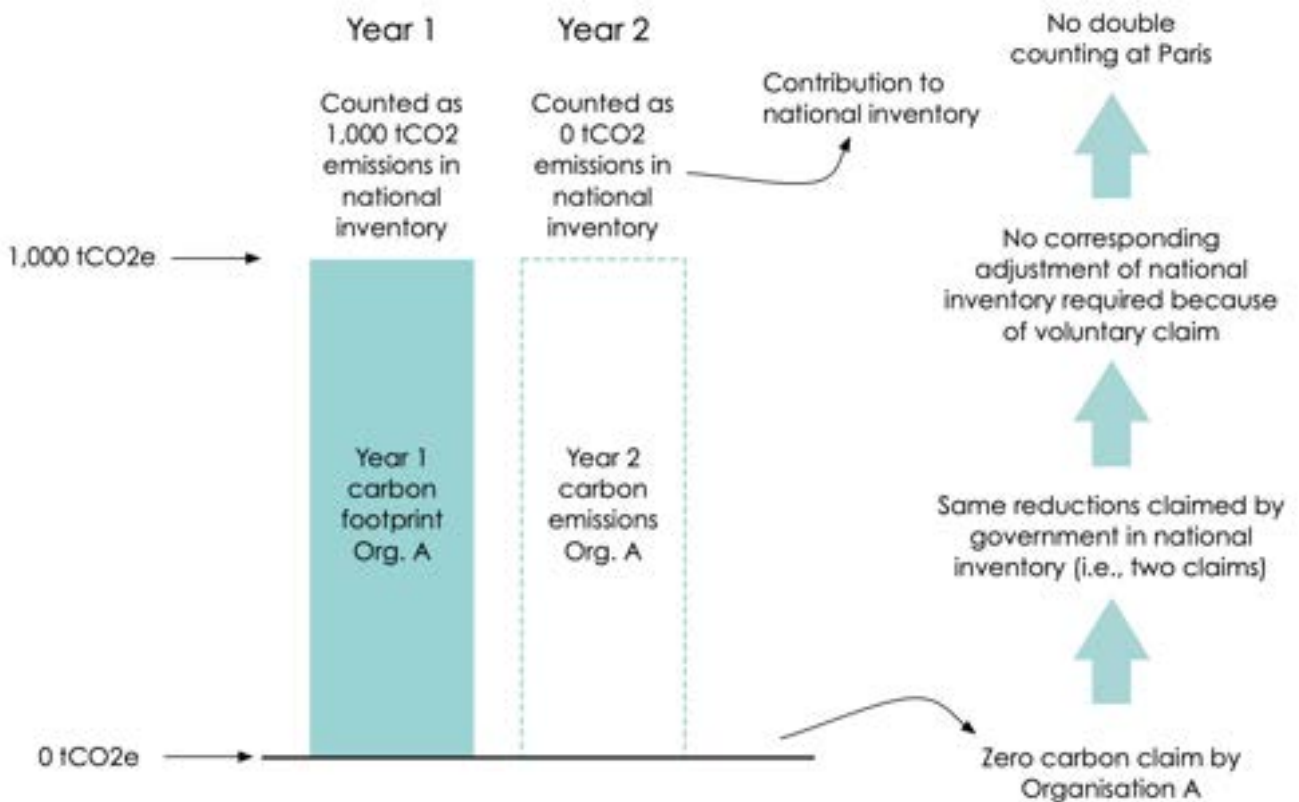 Year 1
Counted as
1,000 tCO2
emissions in
national
inventory
Year 2
Counted as
0 tCO2
emissions in
national
inventory
Contribution to
national inventory
1,000 tCO2e
0 tCO2e
Year 1
carbon
footprint
Org. A
Year 2
carbon
emissions
Org. A
No double
counting at Paris
No corresponding
adjustment of national
inventory required because
of voluntary claim
Same reductions claimed by
government in national
inventory (i.e., two claims)
Zero carbon claim by
Organisation A